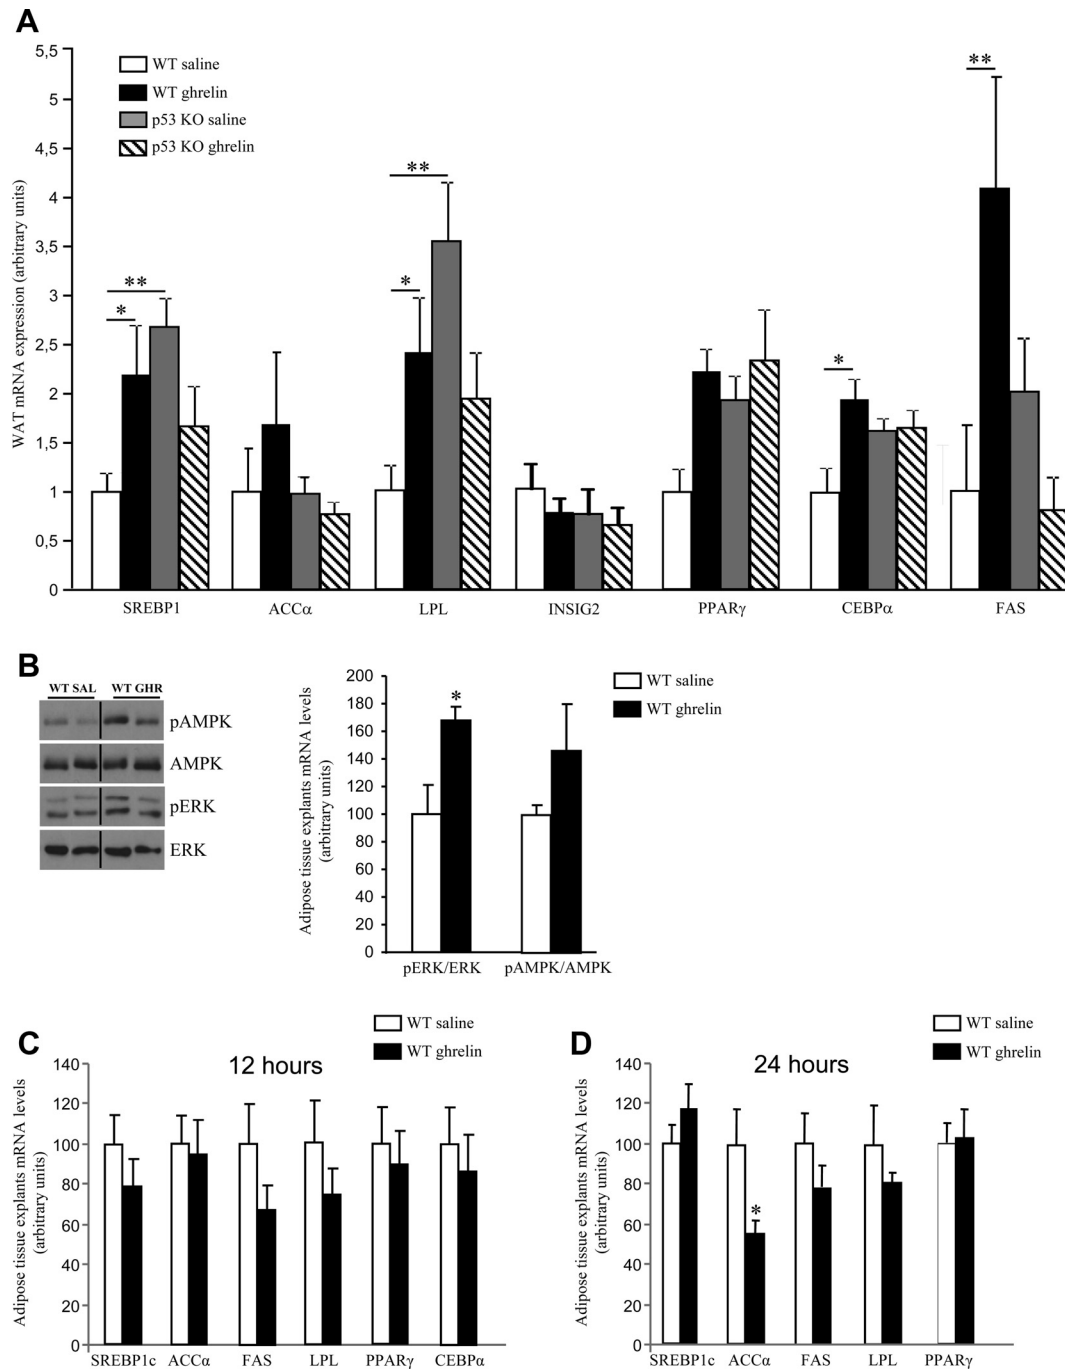 A
WT saline
WT ghrelin
p53 KO saline
p53 KO ghrelin
WAT mRNA expression (arbitrary units)
5,5
5
4,5
4
3,5
3
2,5
2
1,5
1
0,5
0
**
*
**
*
*
**
SREBP1 ACCα LPL INSIG2 PPARγ CEBPα FAS
B
WT SAL WT GHR
pAMPK
AMPK
pERK
ERK
WT saline
WT ghrelin
Adipose tissue explants mRNA levels
(arbitrary units)
200
180
160
140
120
100
80
60
40
20
0
*
pERK/ERK pAMPK/AMPK
C
WT saline
WT ghrelin
12 hours
Adipose tissue explants mRNA levels
(arbitrary units)
140
120
100
80
60
40
20
0
SREBP1c ACCα FAS LPL PPARγ CEBPα
D
WT saline
WT ghrelin
24 hours
Adipose tissue explants mRNA levels
(arbitrary units)
140
120
100
80
60
40
20
0
*
SREBP1c ACCα FAS LPL PPARγ